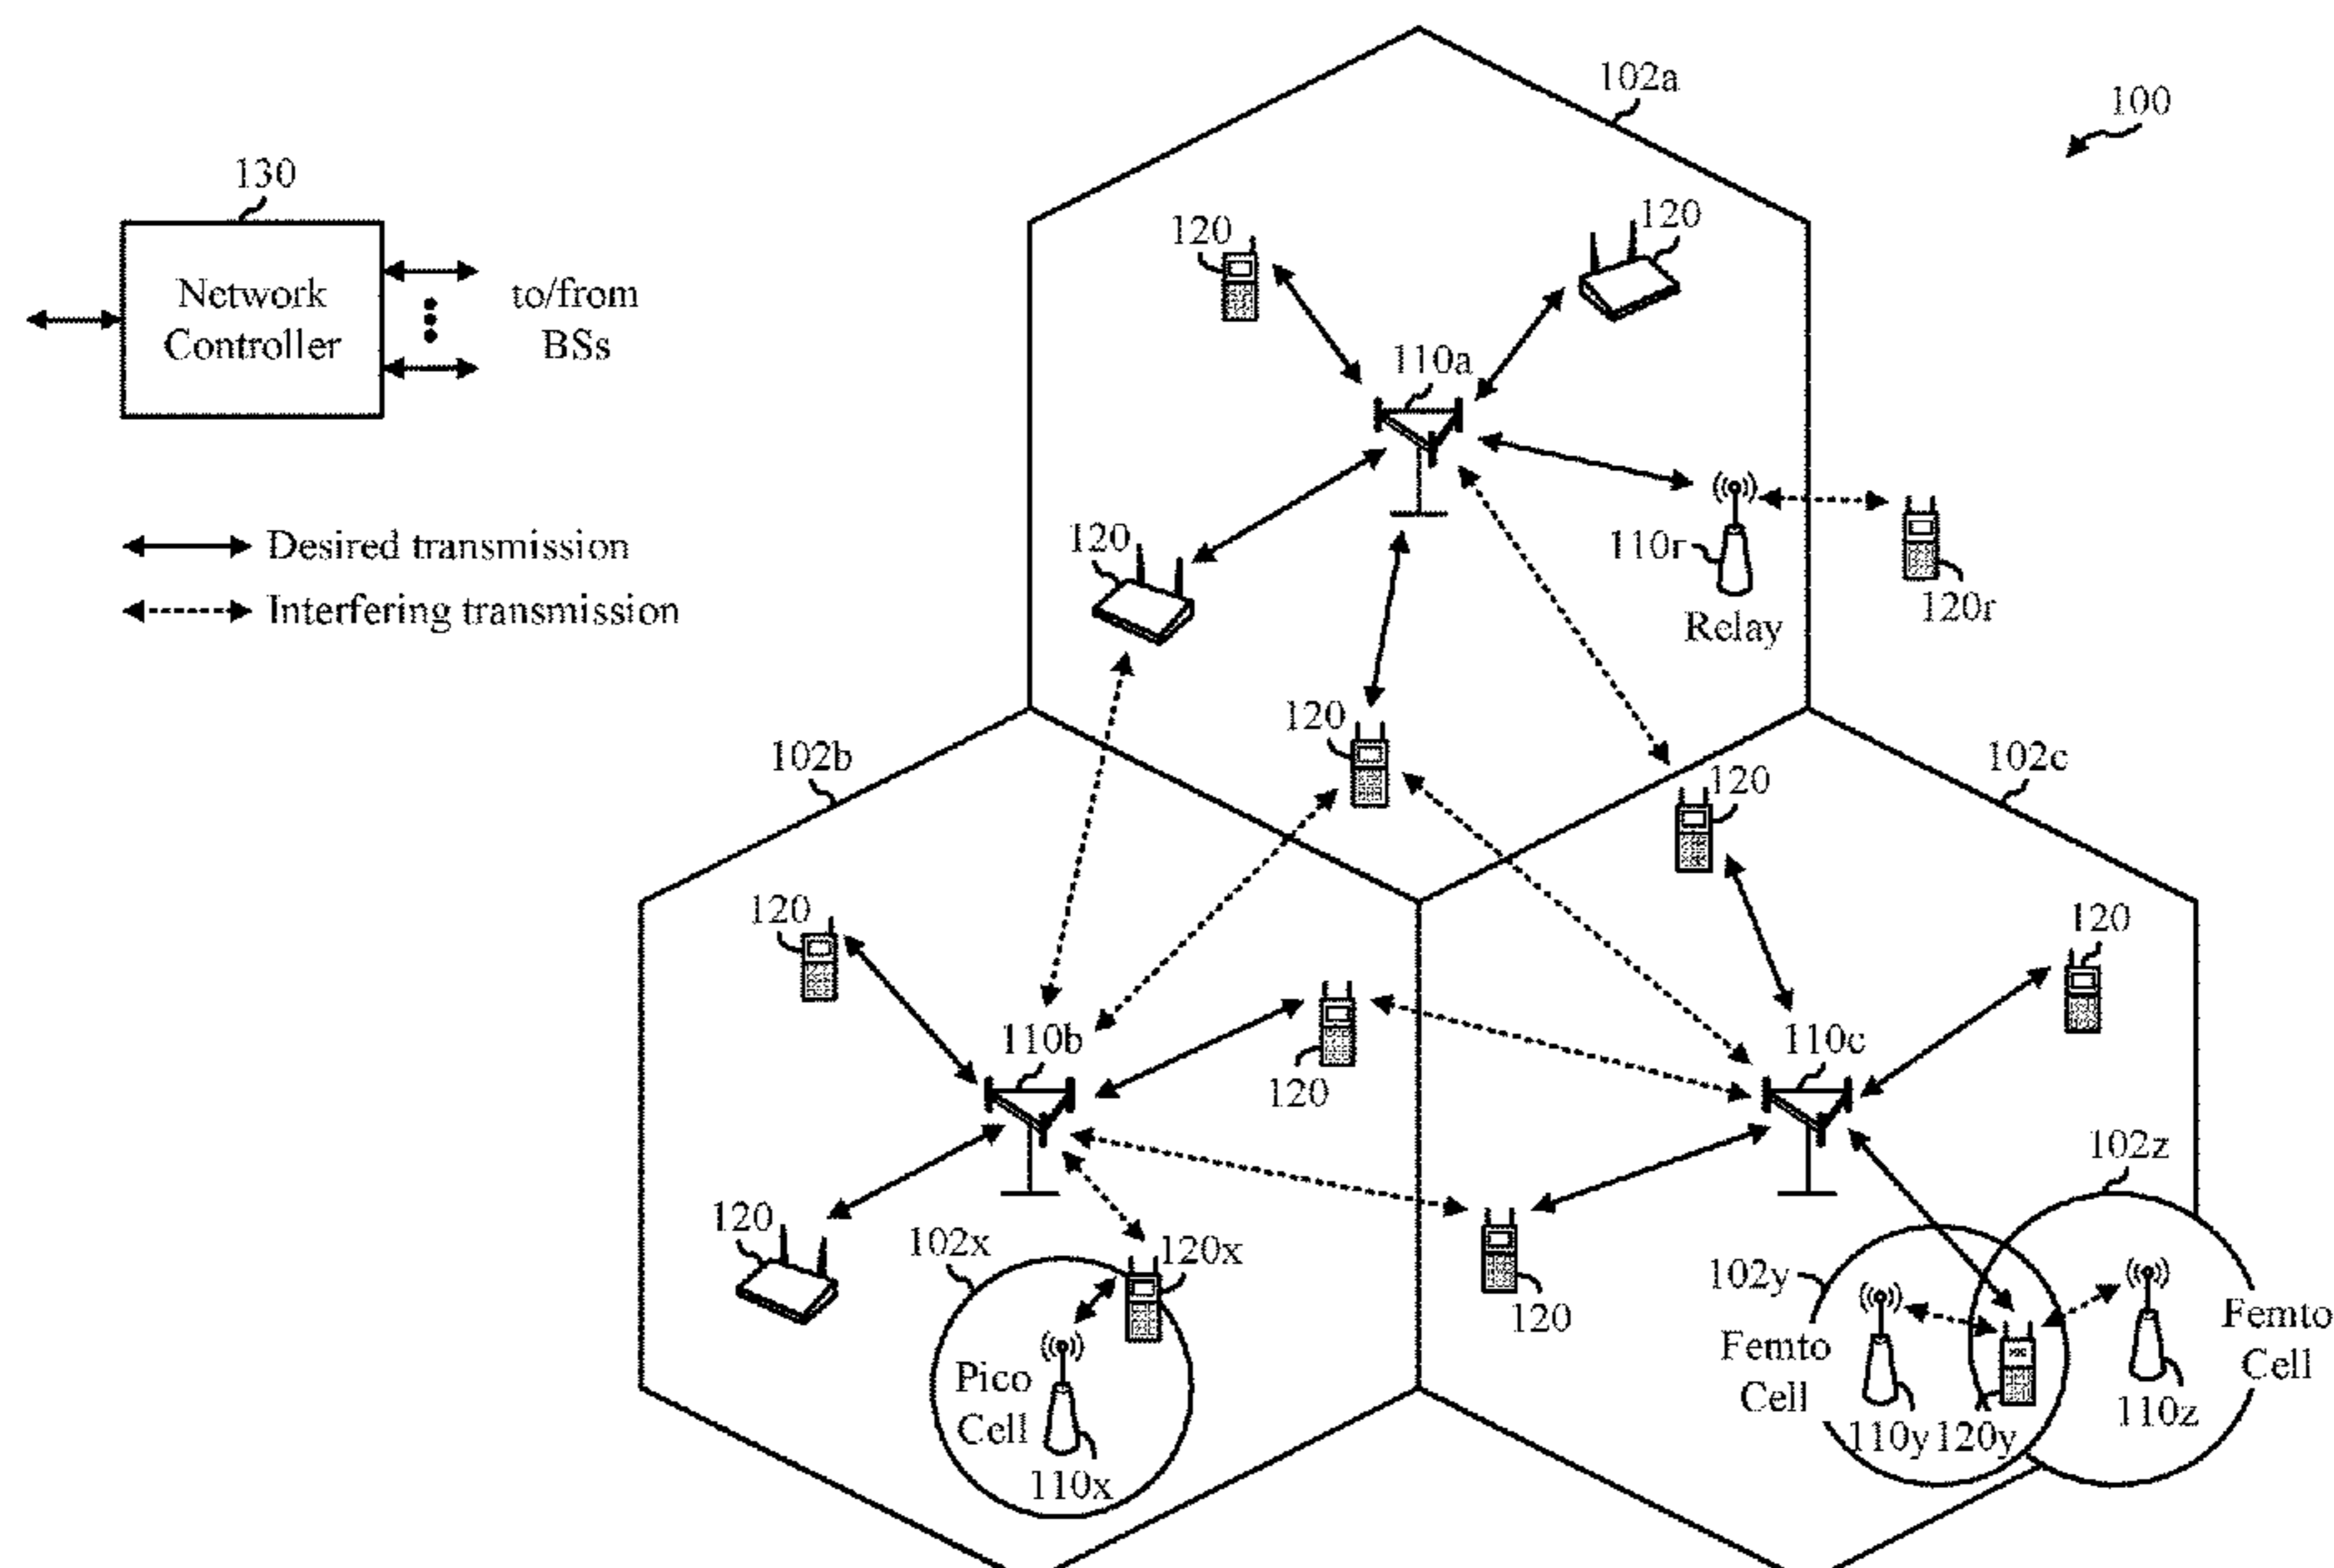 102a
100
130
120
120
Network
Controller
to/from
BSs
110a
Desired transmission
Interfering transmission
120
110r
Relay
120r
120
102b
120
102c
120
120
110b
120
110c
102z
120
102x
120x
102y
120
Pico
Cell
110x
Femto
Cell
Femto
Cell
110y
120y
110z